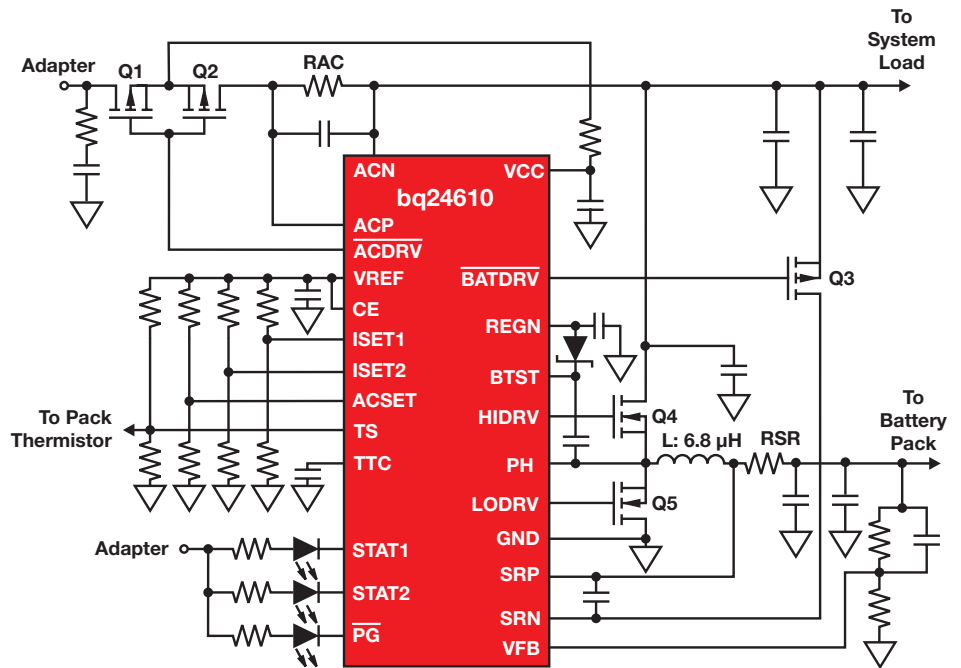 To
System
Load
Adapter
Q1
Q2
RAC
ACN
VCC
bq24610
ACP
ACDRV
VREF
BATDRV
Q3
CE
REGN
ISET1
ISET2
BTST
ACSET
HIDRV
Q4
To Pack
Thermistor
TS
TTC
PH
L: 6.8 µH
RSR
To
Battery
Pack
LODRV
Q5
GND
Adapter
STAT1
SRP
STAT2
SRN
PG
VFB